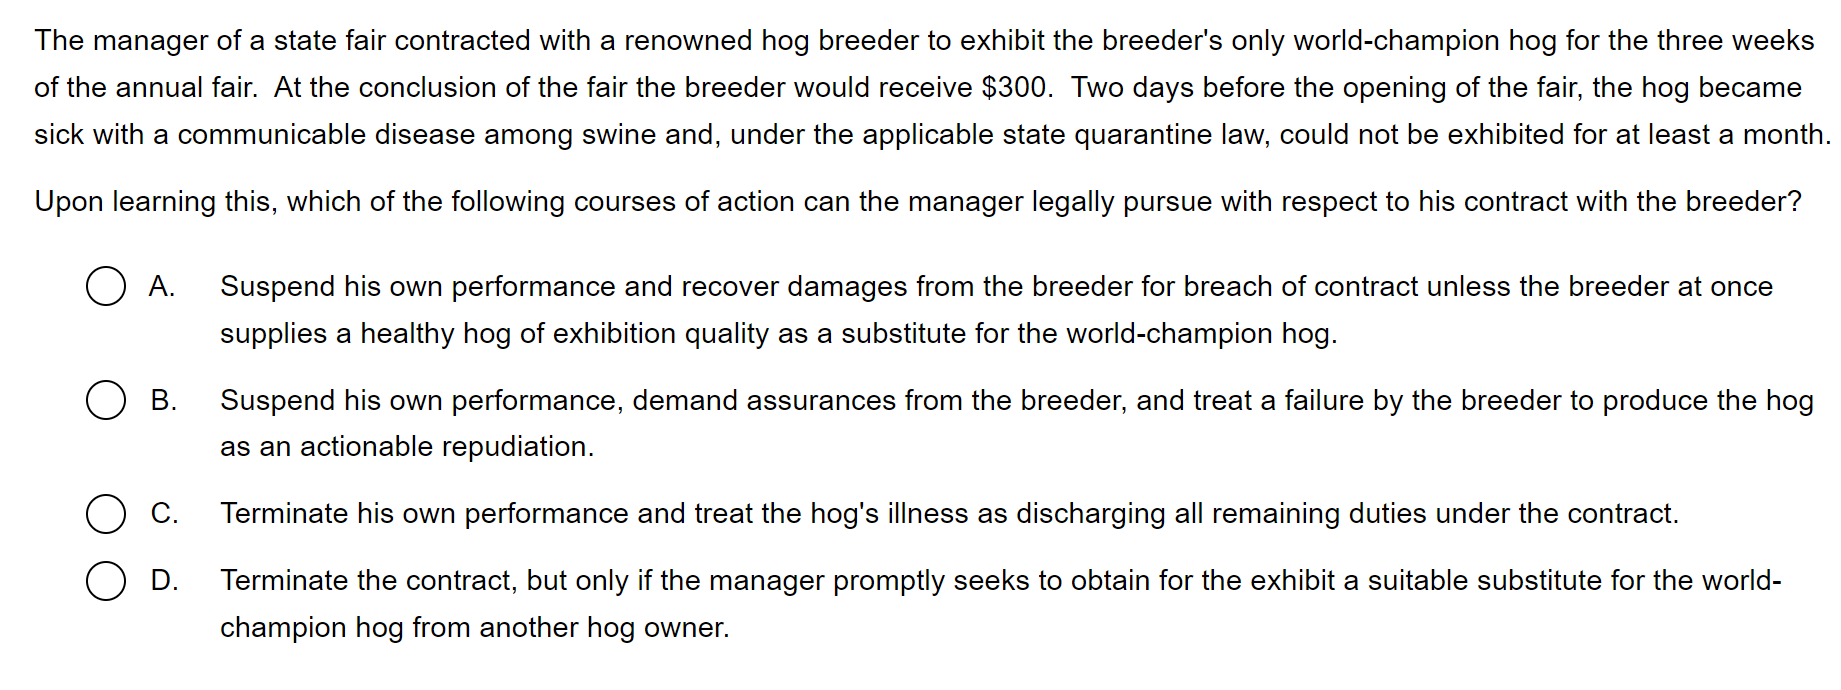 The manager of a state fair contracted with a renowned hog breeder to exhibit the breeder's only world-champion hog for the three weeks
of the annual fair. At the conclusion of the fair the breeder would receive $300. Two days before the opening of the fair, the hog became
sick with a communicable disease among swine and, under the applicable state quarantine law, could not be exhibited for at least a month.
Upon learning this, which of the following courses of action can the manager legally pursue with respect to his contract with the breeder?
A. Suspend his own performance and recover damages from the breeder for breach of contract unless the breeder at once
supplies a healthy hog of exhibition quality as a substitute for the world-champion hog.
B. Suspend his own performance, demand assurances from the breeder, and treat a failure by the breeder to produce the hog
as an actionable repudiation.
C. Terminate his own performance and treat the hog's illness as discharging all remaining duties under the contract.
D. Terminate the contract, but only if the manager promptly seeks to obtain for the exhibit a suitable substitute for the world-
champion hog from another hog owner.